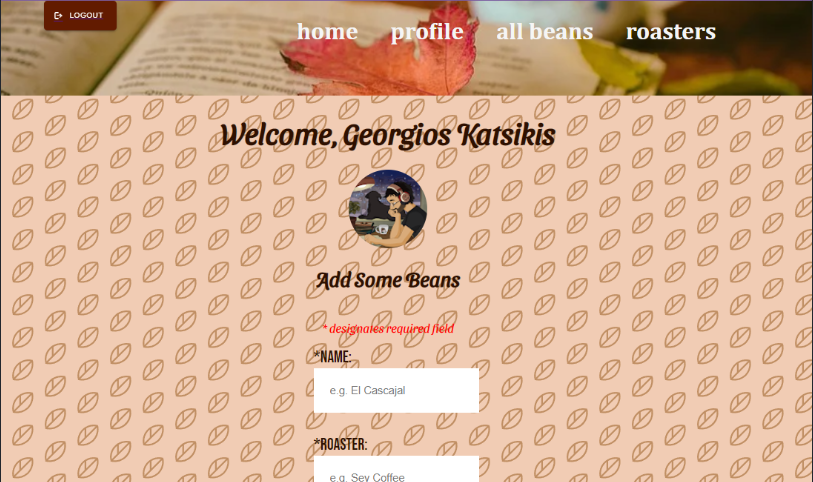 LOGOUT
home profile all beans roasters
Welcome, Georgios Katsikis
Add Some Beans
* designates required field
*NAME:
e.g. El Cascajal
*ROASTER:
e.g. Sey Coffee